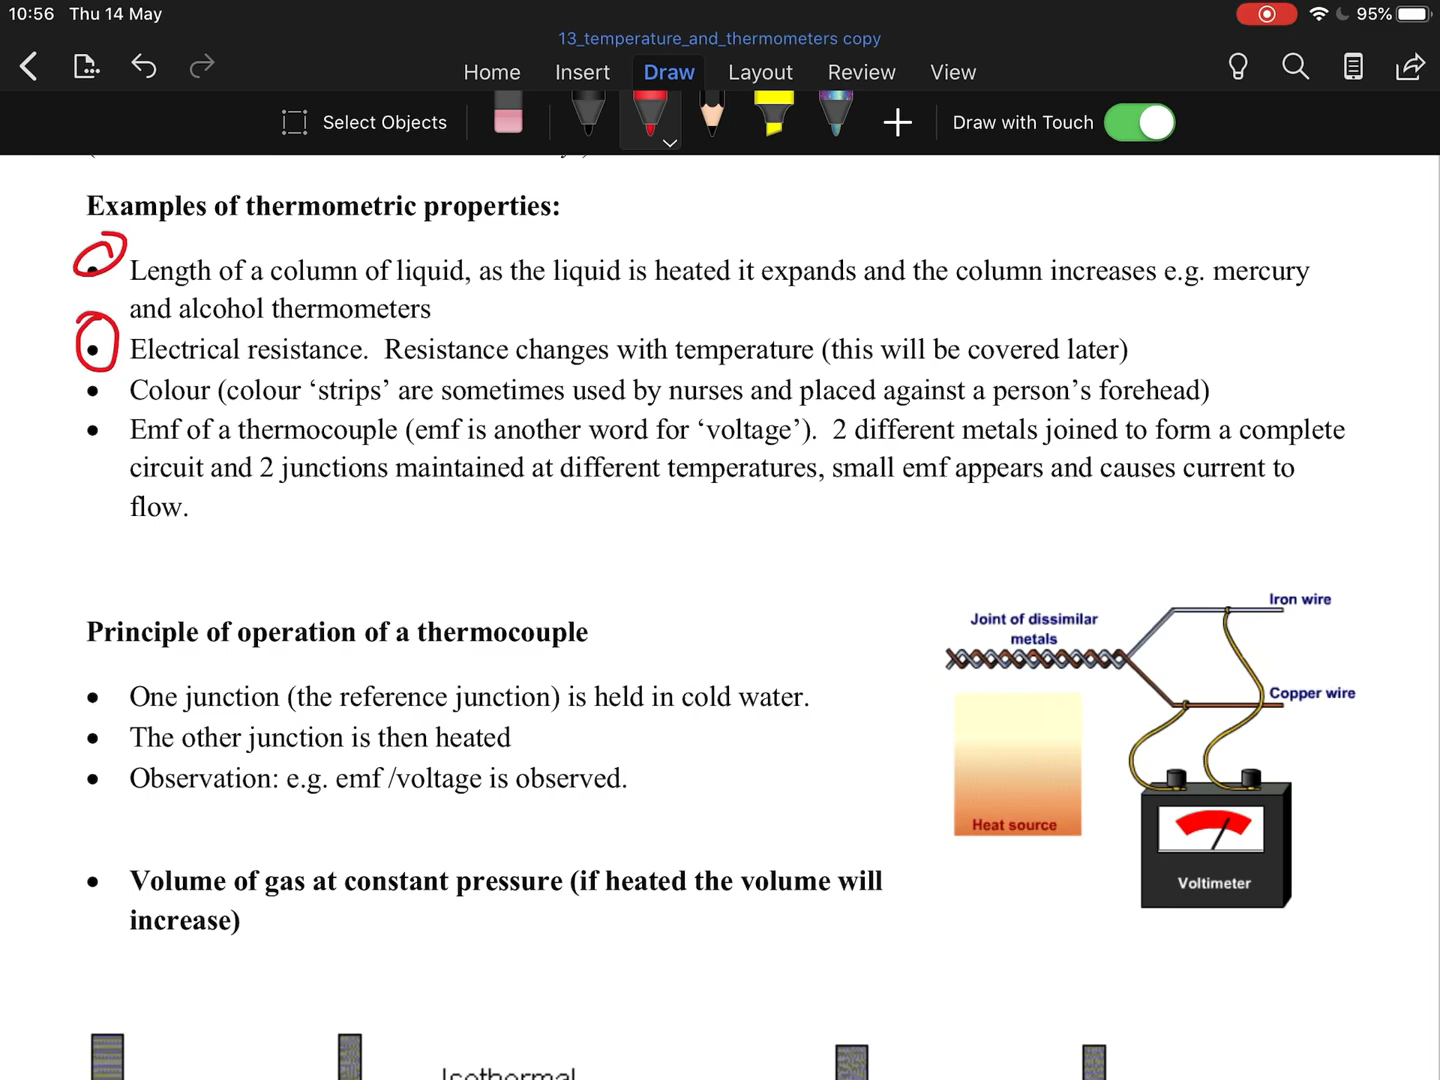 10:56 Thu 14 May
95%
13_temperature_and_thermometers copy
Home Insert Draw Layout Review View
Select Objects
Draw with Touch
Examples of thermometric properties:
• Length of a column of liquid, as the liquid is heated it expands and the column increases e.g. mercury
and alcohol thermometers
• Electrical resistance. Resistance changes with temperature (this will be covered later)
• Colour (colour ‘strips’ are sometimes used by nurses and placed against a person’s forehead)
• Emf of a thermocouple (emf is another word for ‘voltage’). 2 different metals joined to form a complete
circuit and 2 junctions maintained at different temperatures, small emf appears and causes current to
flow.
Principle of operation of a thermocouple
• One junction (the reference junction) is held in cold water.
• The other junction is then heated
• Observation: e.g. emf /voltage is observed.
• Volume of gas at constant pressure (if heated the volume will
increase)
Joint of dissimilar
metals
Iron wire
Copper wire
Heat source
Voltimeter
Isothermal